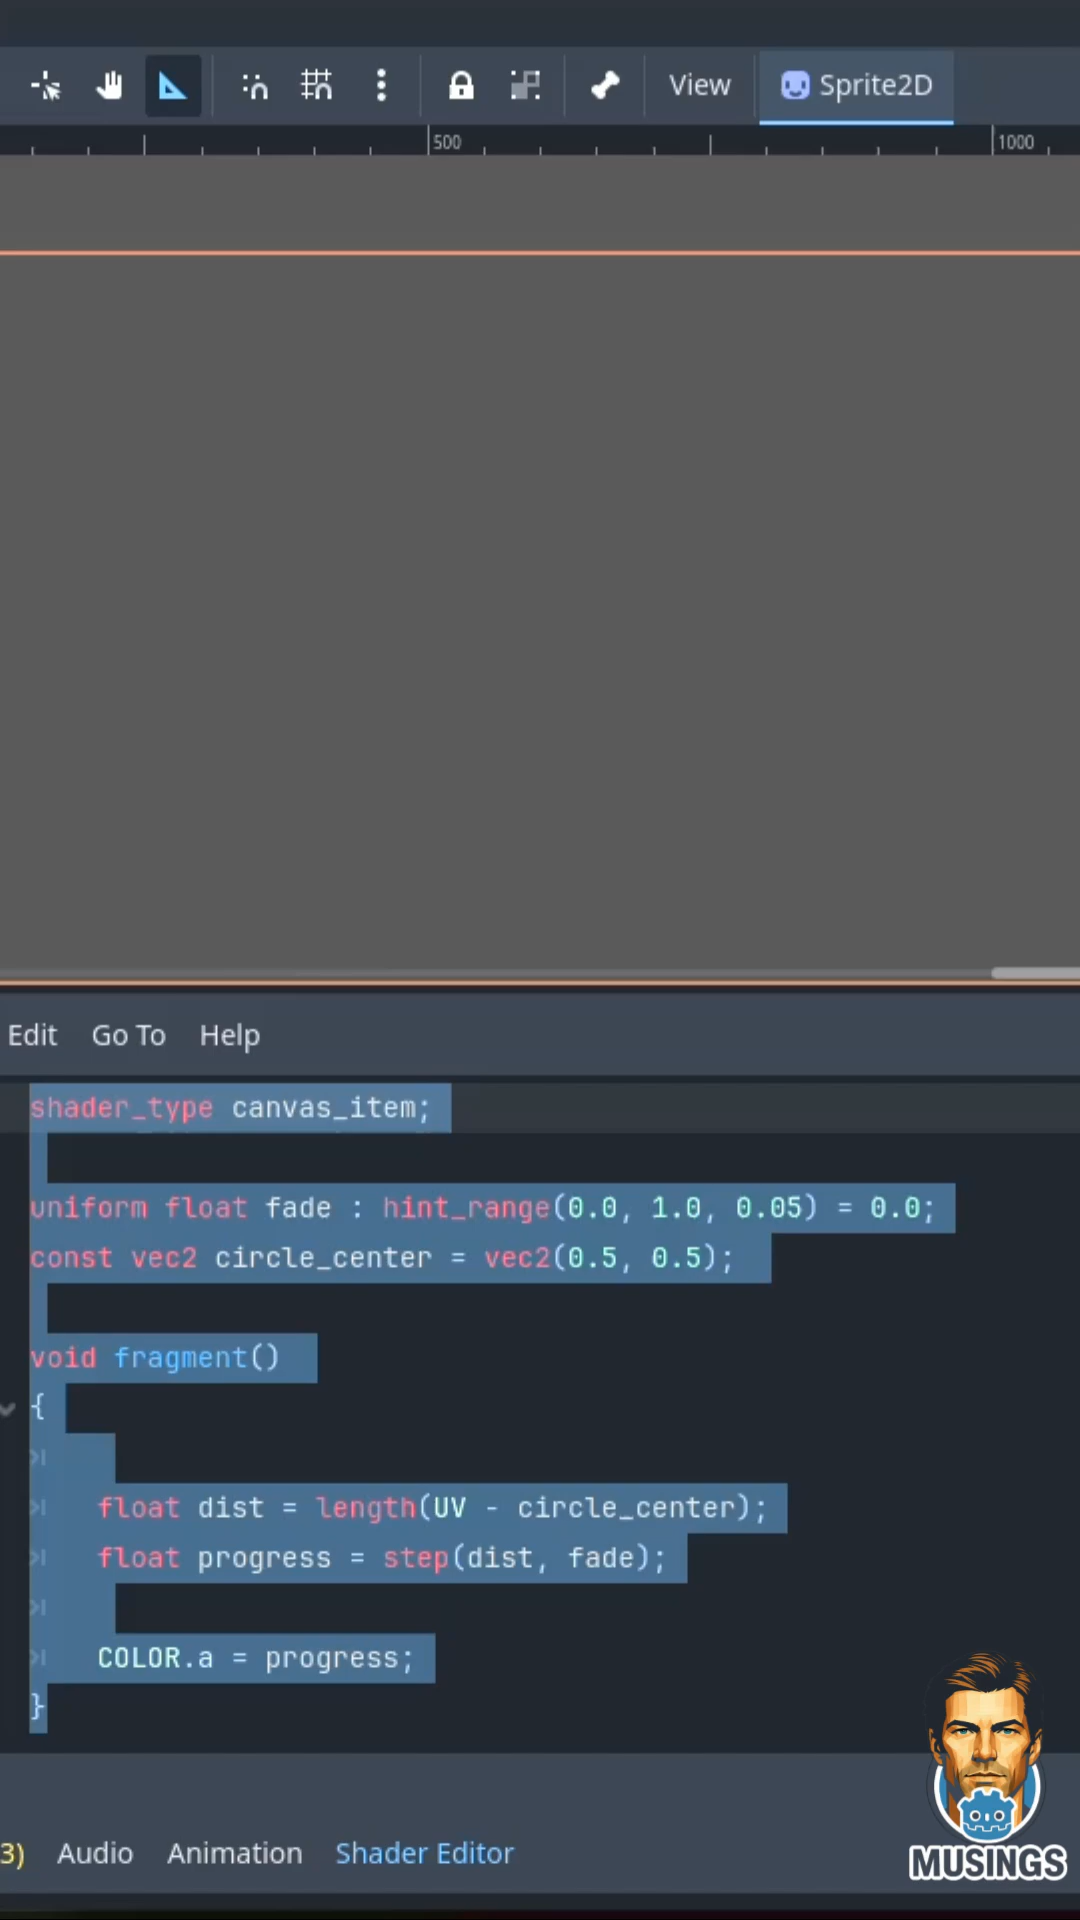 View Sprite2D
500 1000
Edit Go To Help
shader_type canvas_item;
uniform float fade : hint_range(0.0, 1.0, 0.05) = 0.0;
const vec2 circle_center = vec2(0.5, 0.5);
void fragment()
{
float dist = length(UV - circle_center);
float progress = step(dist, fade);
COLOR.a = progress;
}
3) Audio Animation Shader Editor
MUSINGS